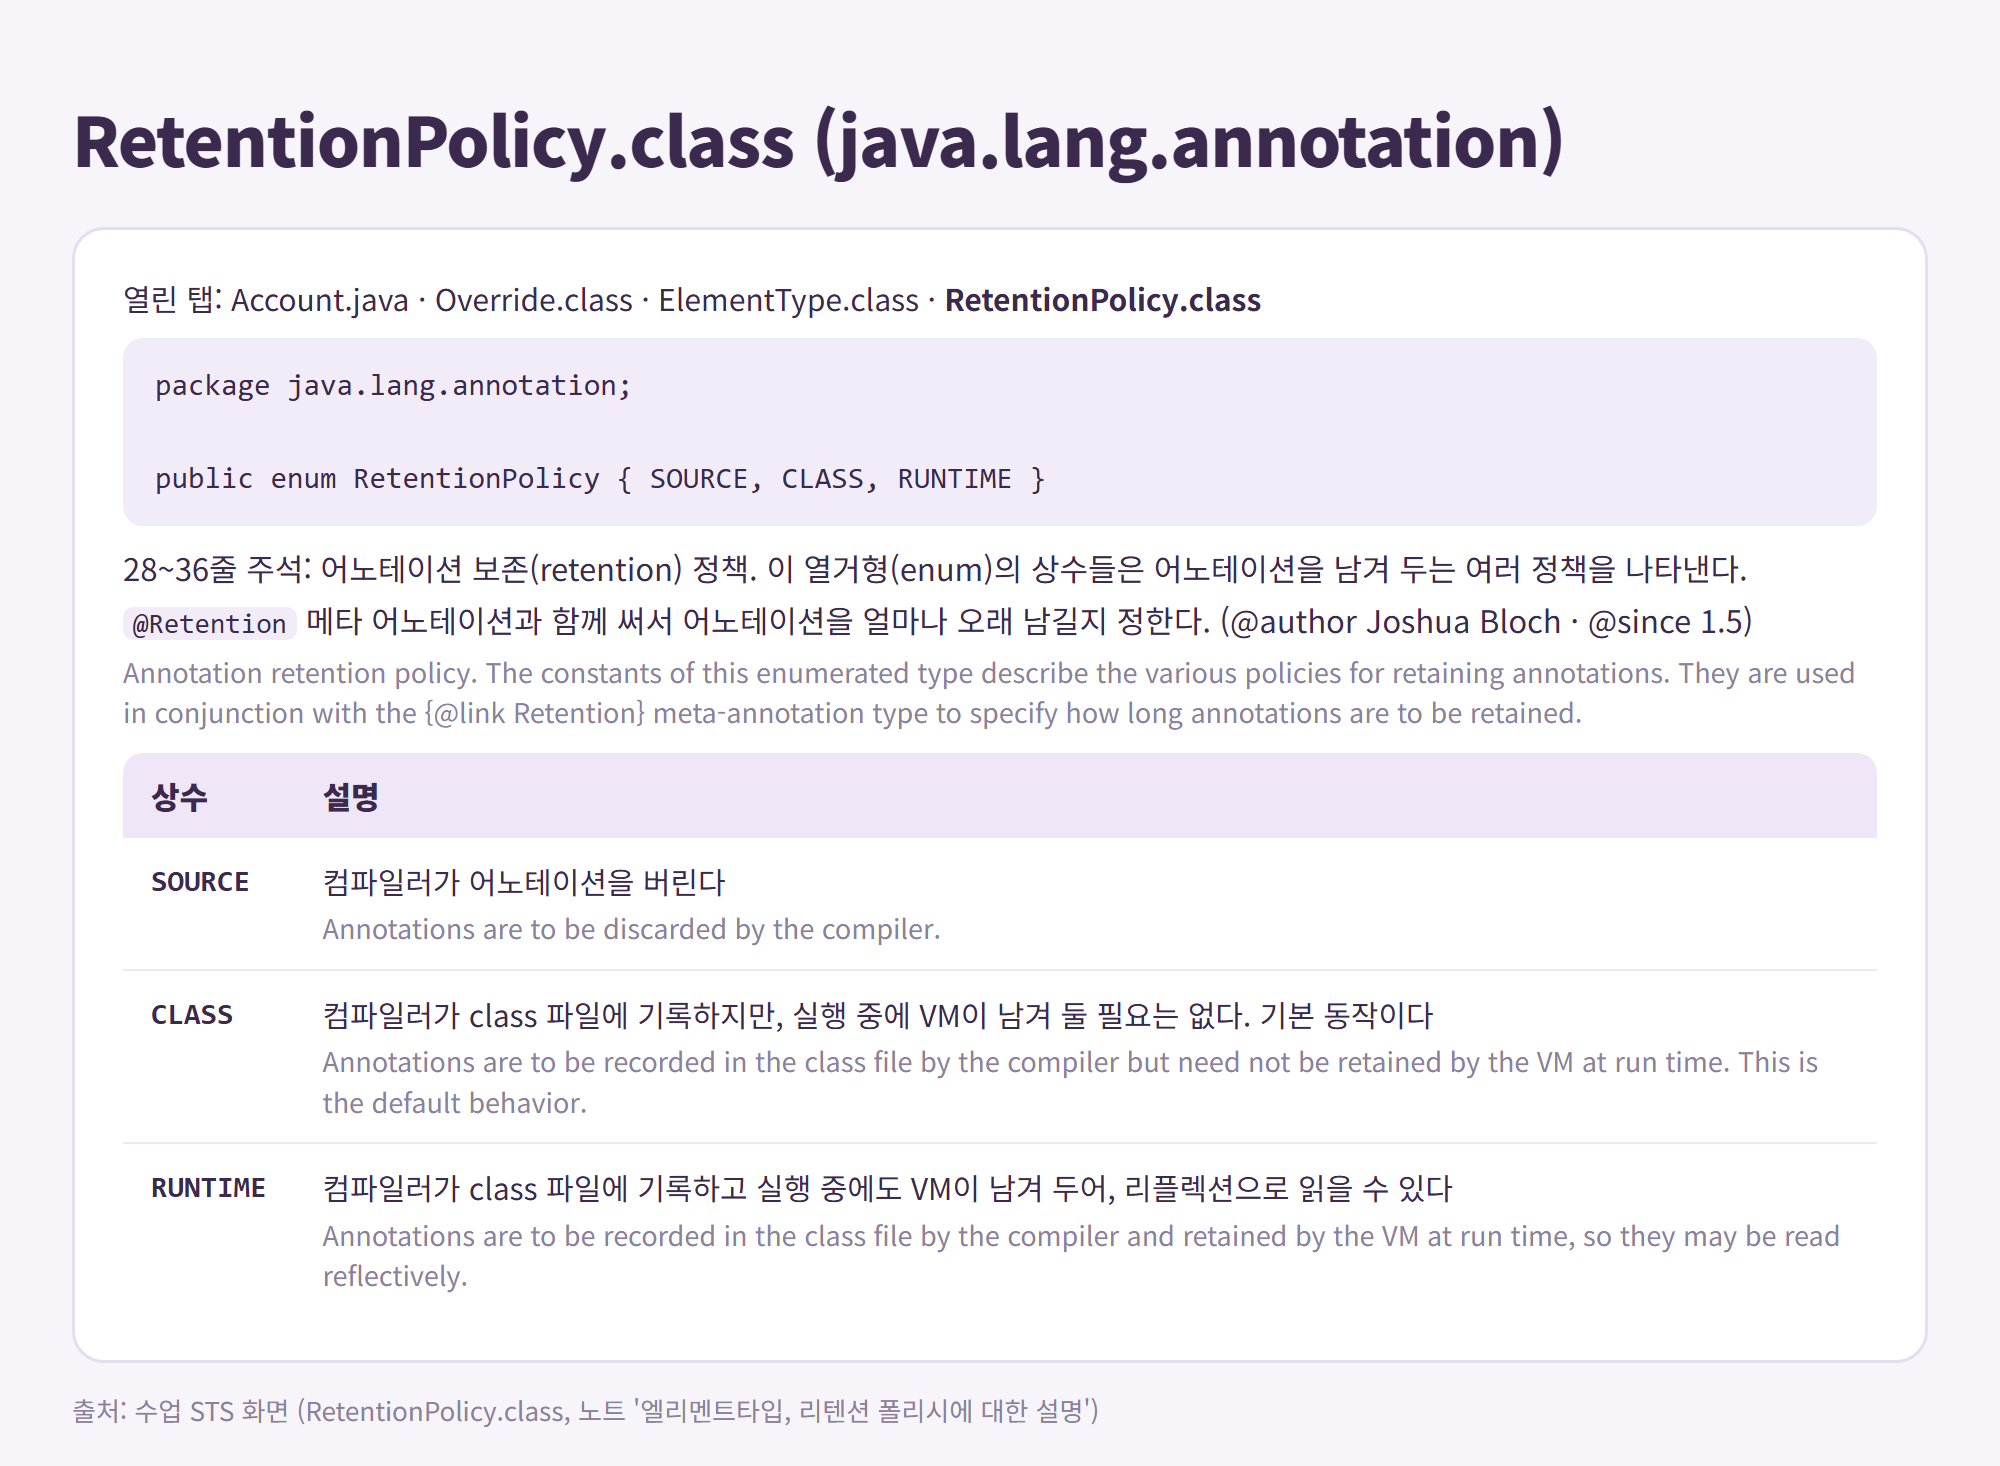 RetentionPolicy.class (java.lang.annotation)
열린 탭: Account.java · Override.class · ElementType.class · RetentionPolicy.class
package java.lang.annotation;
public enum RetentionPolicy { SOURCE, CLASS, RUNTIME }
28~36줄 주석: 어노테이션 보존(retention) 정책. 이 열거형(enum)의 상수들은 어노테이션을 남겨 두는 여러 정책을 나타낸다.
@Retention 메타 어노테이션과 함께 써서 어노테이션을 얼마나 오래 남길지 정한다. (@author Joshua Bloch · @since 1.5)
Annotation retention policy. The constants of this enumerated type describe the various policies for retaining annotations. They are used
in conjunction with the {@link Retention} meta-annotation type to specify how long annotations are to be retained.
상수 설명
SOURCE 컴파일러가 어노테이션을 버린다
Annotations are to be discarded by the compiler.
CLASS 컴파일러가 class 파일에 기록하지만, 실행 중에 VM이 남겨 둘 필요는 없다. 기본 동작이다
Annotations are to be recorded in the class file by the compiler but need not be retained by the VM at run time. This is
the default behavior.
RUNTIME 컴파일러가 class 파일에 기록하고 실행 중에도 VM이 남겨 두어, 리플렉션으로 읽을 수 있다
Annotations are to be recorded in the class file by the compiler and retained by the VM at run time, so they may be read
reflectively.
출처: 수업 STS 화면 (RetentionPolicy.class, 노트 '엘리멘트타입, 리텐션 폴리시에 대한 설명')